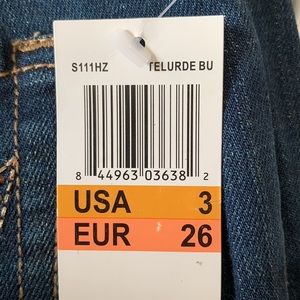 S111HZ TELURDE BU
8 44963 03638 2
USA 3
EUR 26